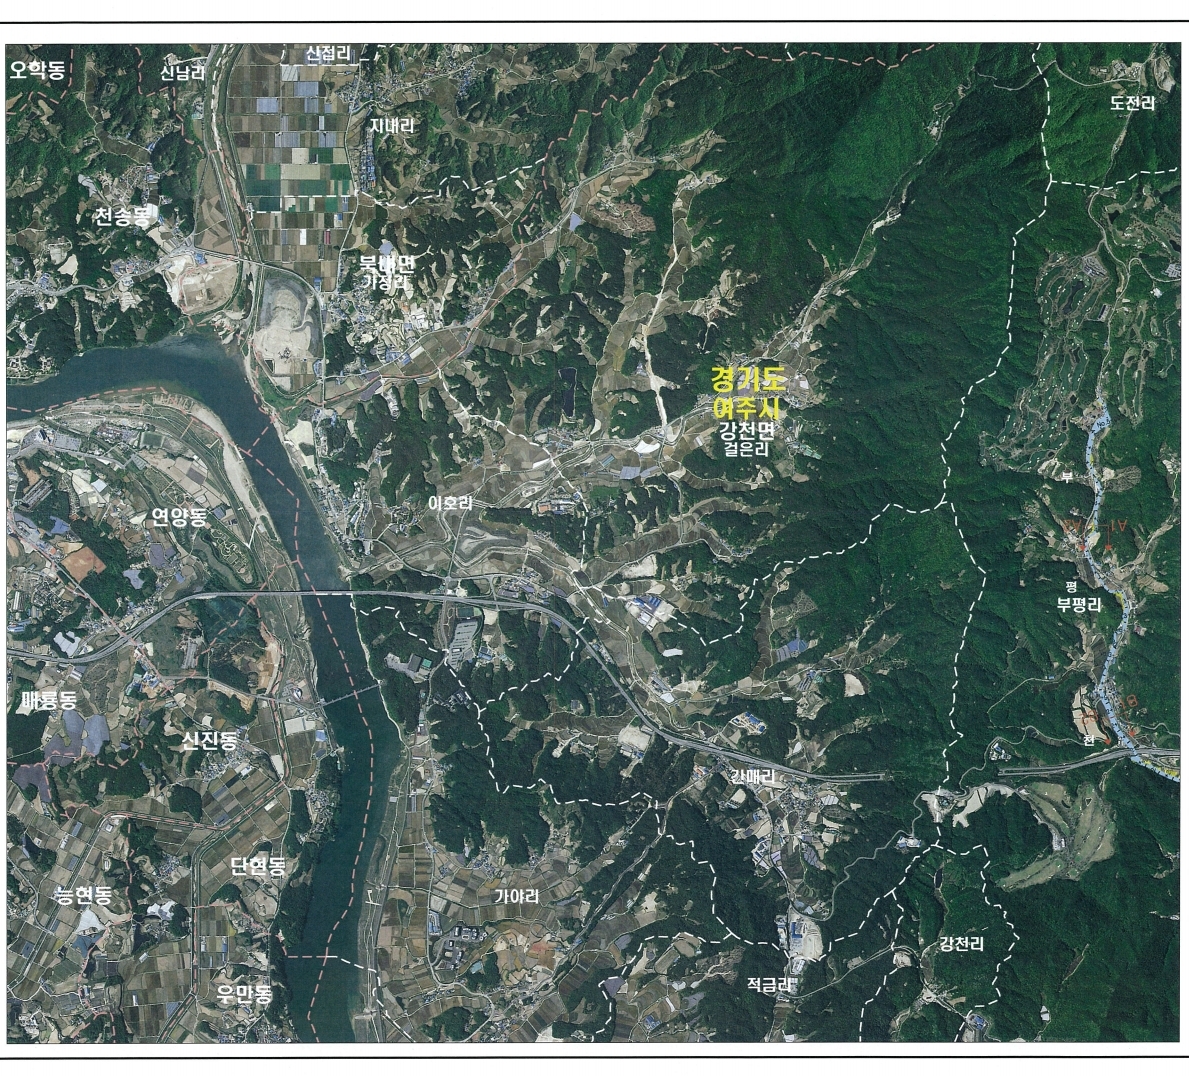 신접리
오학동
신남리
도전리
지내리
천송동
북내면
가정리
경기도
여주시
강천면
걸은리
부
이호리
연양동
평
부평리
매룡동
신진동
전
간매리
단현동
능현동
가야리
강천리
적금리
우만동